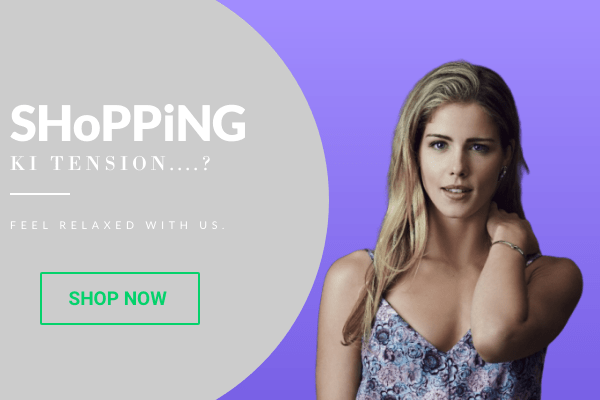 SHoPPiNG
KI TENSION....?
FEEL RELAXED WITH US.
SHOP NOW